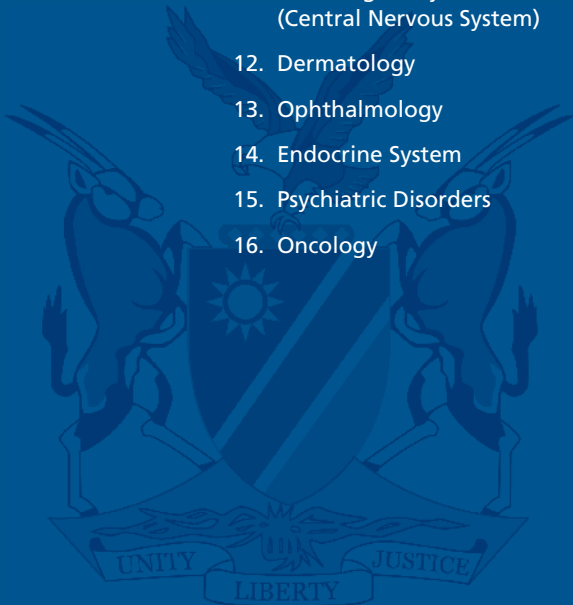 (Central Nervous System)
12. Dermatology
13. Ophthalmology
14. Endocrine System
15. Psychiatric Disorders
16. Oncology
UNITY
LIBERTY
JUSTICE